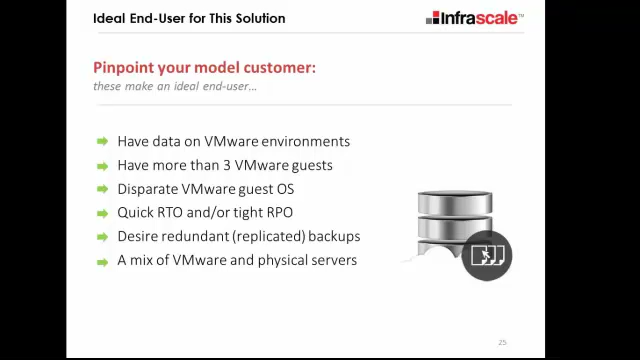 Ideal End-User for This Solution
Infrascale™
Pinpoint your model customer:
these make an ideal end-user...
Have data on VMware environments
Have more than 3 VMware guests
Disparate VMware guest OS
Quick RTO and/or tight RPO
Desire redundant (replicated) backups
A mix of VMware and physical servers
25